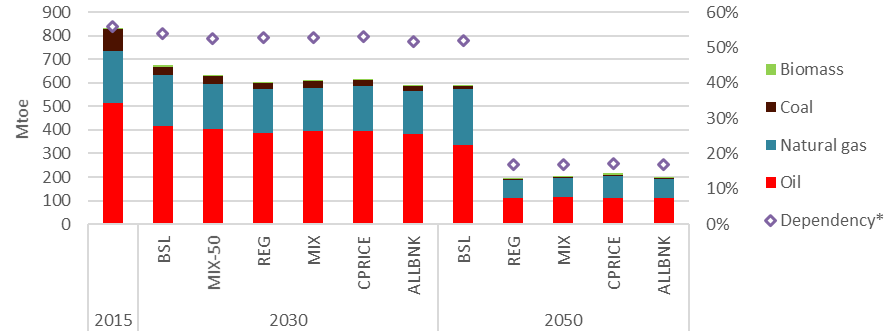 900
800
700
600
500
400
300
200
100
0
Mtoe
60%
50%
40%
30%
20%
10%
0%
BSL
MIX-50
REG
MIX
CPRICE
ALLBNK
BSL
REG
MIX
CPRICE
ALLBNK
2015
2030
2050
Biomass
Coal
Natural gas
Oil
Dependency*